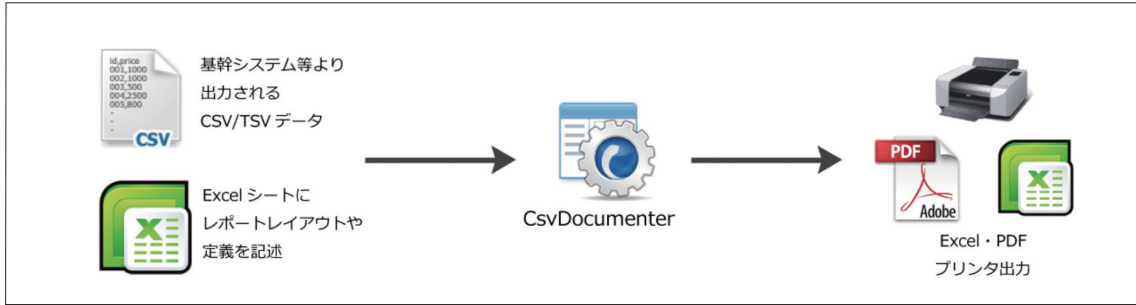 id,price
001,1000
002,1000
003,500
004,2500
005,800
.
.
.
CSV
基幹システム等より
出力される
CSV/TSV データ
Excel シートに
レポートレイアウトや
定義を記述
CsvDocumenter
PDF
Adobe
Excel・PDF
プリンタ出力